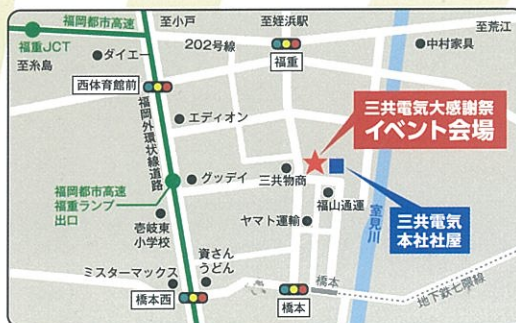 福岡都市高速
至小戸
至姪浜駅
至荒江
福重JCT
202号線
ダイエー
中村家具
至糸島
福重
西体育館前
福岡外環状線道路
エディオン
三共電気大感謝祭
イベント会場
福岡都市高速
福重ランプ
出口
グッデイ
三共物商
福山通運
三共電気
本社社屋
壱岐東
小学校
ヤマト運輸
室見川
資さん
うどん
ミスターマックス
橋本西
橋本
橋本
地下鉄七隈線